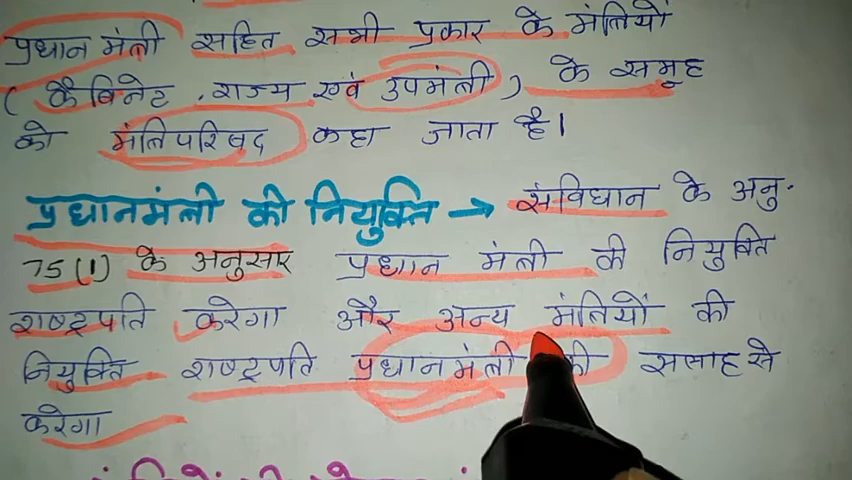 प्रधान मंत्री सहित सभी प्रकार के मंत्रियों
( कैबिनेट , राज्य एवं उपमंत्री ) के समूह
को मंत्रिपरिषद कहा जाता है।
प्रधानमंत्री की नियुक्ति → संविधान के अनु.
75 (1) के अनुसार प्रधान मंत्री की नियुक्ति
राष्ट्रपति करेगा और अन्य मंत्रियों की
नियुक्ति राष्ट्रपति प्रधानमंत्री की सलाह से
करेगा